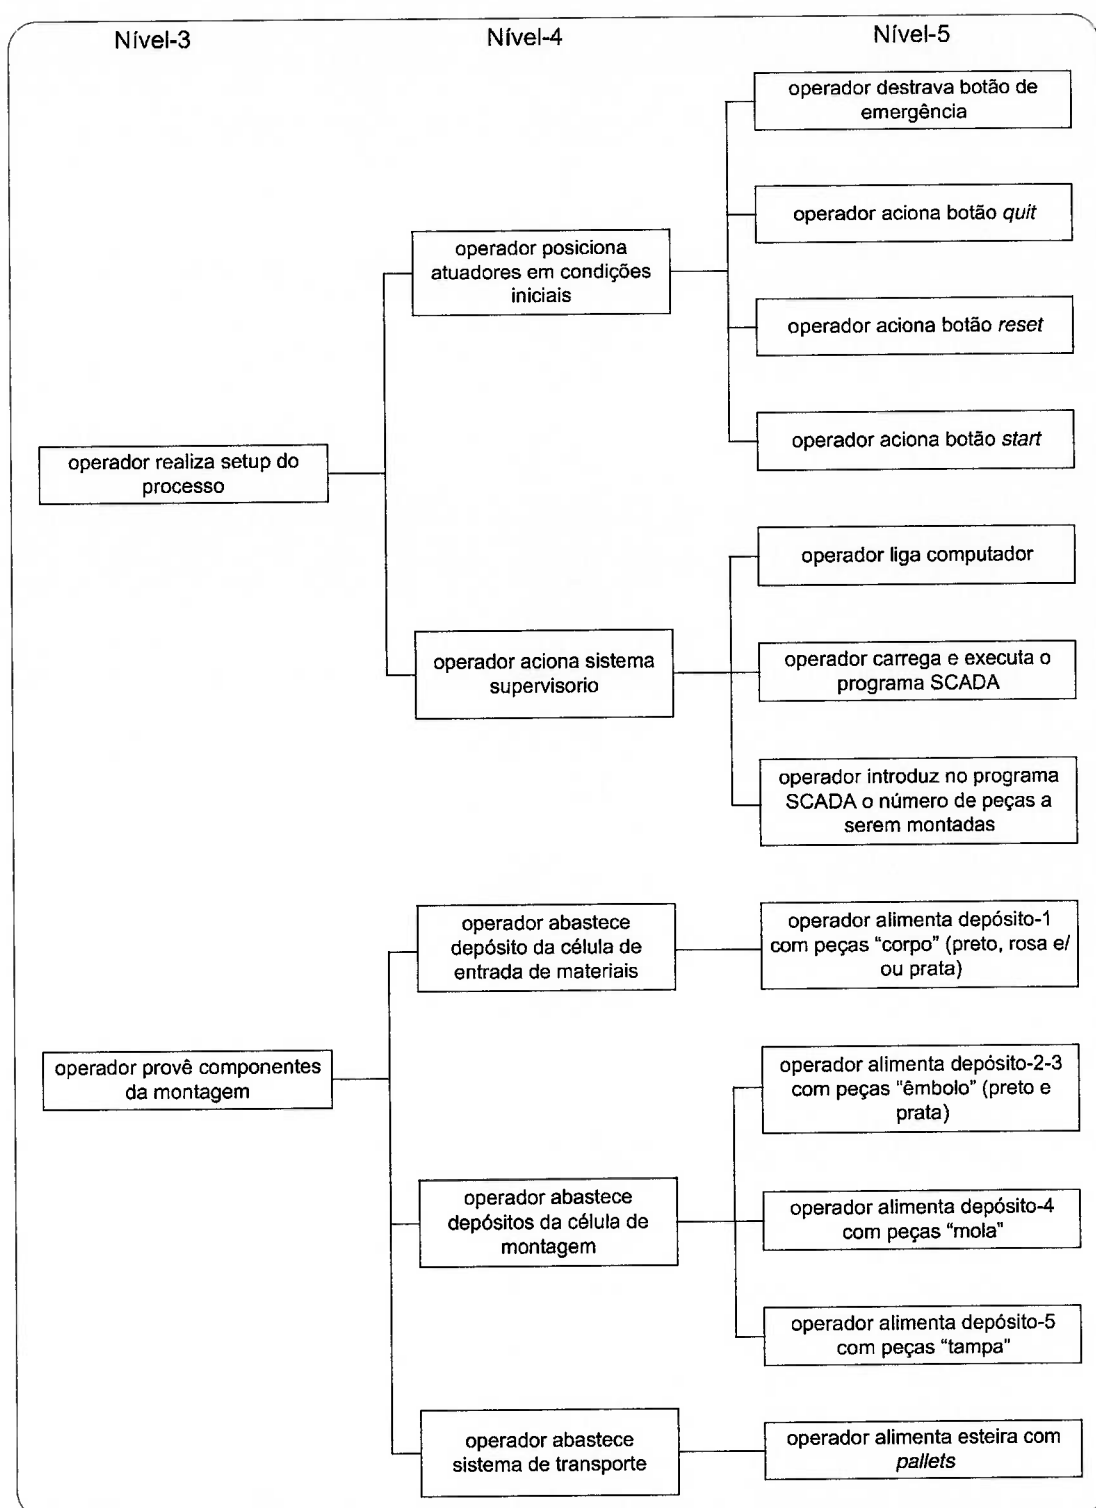 Nível-3
Nível-4
Nível-5
operador destrava botão de
emergência
operador aciona botão quit
operador posiciona
atuadores em condições
iniciais
operador aciona botão reset
operador aciona botão start
operador realiza setup do
processo
operador liga computador
operador aciona sistema
supervisorio
operador carrega e executa o
programa SCADA
operador introduz no programa
SCADA o número de peças a
serem montadas
operador abastece
depósito da célula de
entrada de materiais
operador alimenta depósito-1
com peças “corpo” (preto, rosa e/
ou prata)
operador provê componentes
da montagem
operador alimenta depósito-2-3
com peças “êmbolo” (preto e
prata)
operador abastece
depósitos da célula de
montagem
operador alimenta depósito-4
com peças “mola”
operador alimenta depósito-5
com peças “tampa”
operador abastece
sistema de transporte
operador alimenta esteira com
pallets